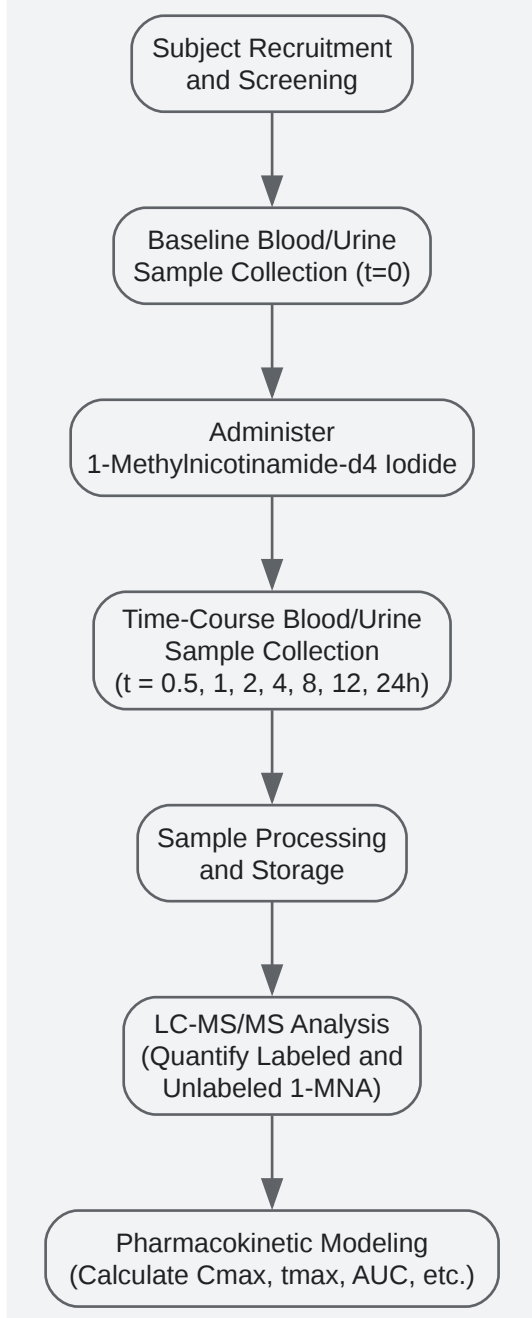 Subject Recruitment
and Screening
Baseline Blood/Urine
Sample Collection (t=0)
Administer
1-Methylnicotinamide-d4 Iodide
Time-Course Blood/Urine
Sample Collection
(t = 0.5, 1, 2, 4, 8, 12, 24h)
Sample Processing
and Storage
LC-MS/MS Analysis
(Quantify Labeled and
Unlabeled 1-MNA)
Pharmacokinetic Modeling
(Calculate Cmax, tmax, AUC, etc.)